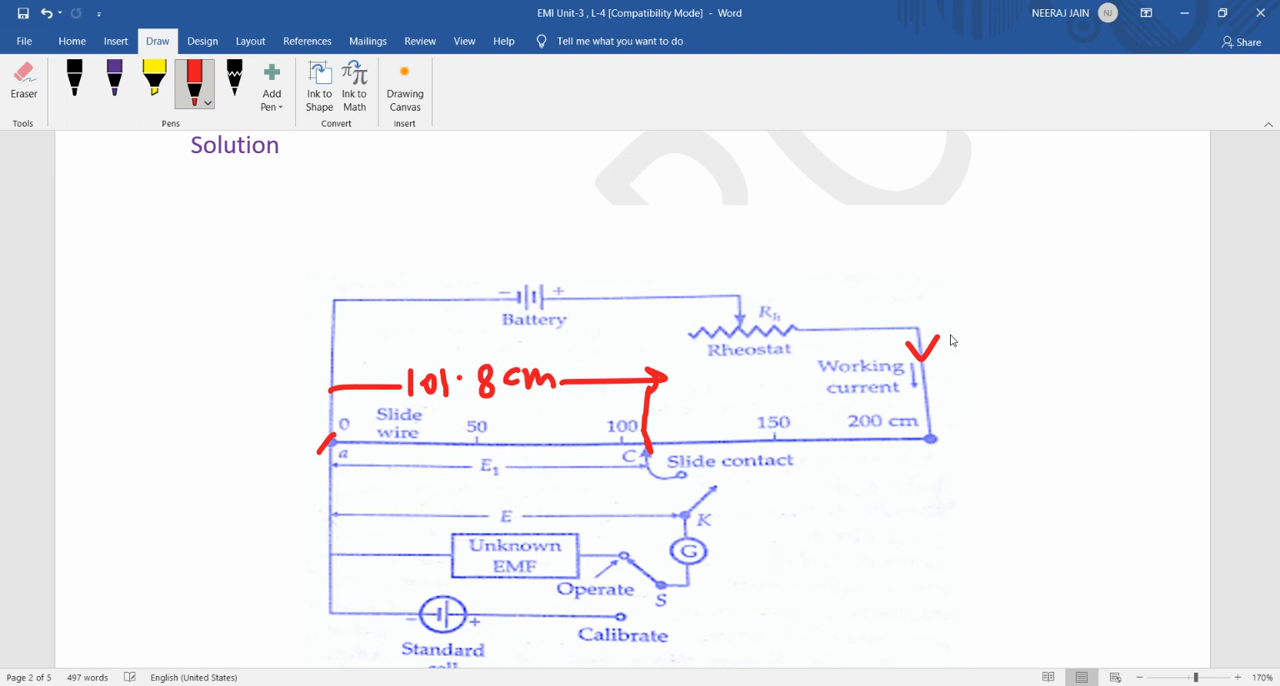 EMI Unit-3 , L-4 [Compatibility Mode] - Word
NEERAJ JAIN
NJ
File Home Insert Draw Design Layout References Mailings Review View Help Tell me what you want to do
Share
Eraser
Add Pen
Ink to Shape
Ink to Math
Drawing Canvas
Tools
Pens
Convert
Insert
Solution
− +
Battery
Rh
Rheostat
Working
current
101.8 cm
0 Slide wire 50 100 150 200 cm
a
E1
C Slide contact
E
K
Unknown
EMF
G
Operate
S
− +
Calibrate
Standard
cell
Page 2 of 5 497 words English (United States)
170%